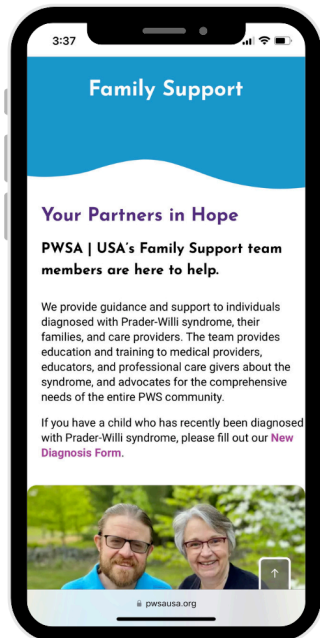 3:37
Family Support
Your Partners in Hope
PWSA | USA’s Family Support team
members are here to help.
We provide guidance and support to individuals
diagnosed with Prader-Willi syndrome, their
families, and care providers. The team provides
education and training to medical providers,
educators, and professional care givers about the
syndrome, and advocates for the comprehensive
needs of the entire PWS community.
If you have a child who has recently been diagnosed
with Prader-Willi syndrome, please fill out our New
Diagnosis Form.
pwsausa.org